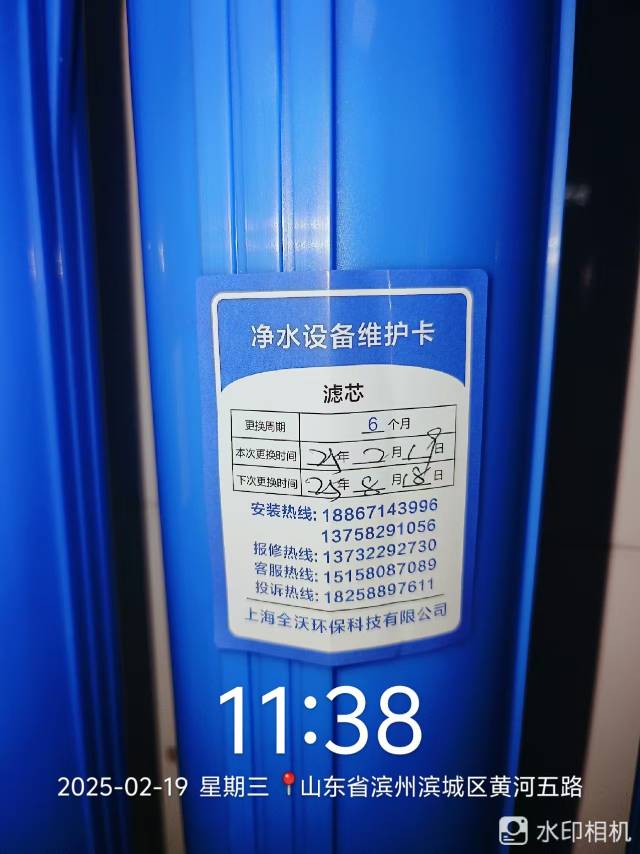 净水设备维护卡
滤芯
更换周期 6 个月
本次更换时间 25年 2 月 19 日
下次更换时间 25年 8 月 18 日
安装热线: 18867143996
13758291056
报修热线: 13732292730
客服热线: 15158087089
投诉热线: 18258897611
上海全沃环保科技有限公司
11:38
2025-02-19 星期三 📍山东省滨州滨城区黄河五路
水印相机